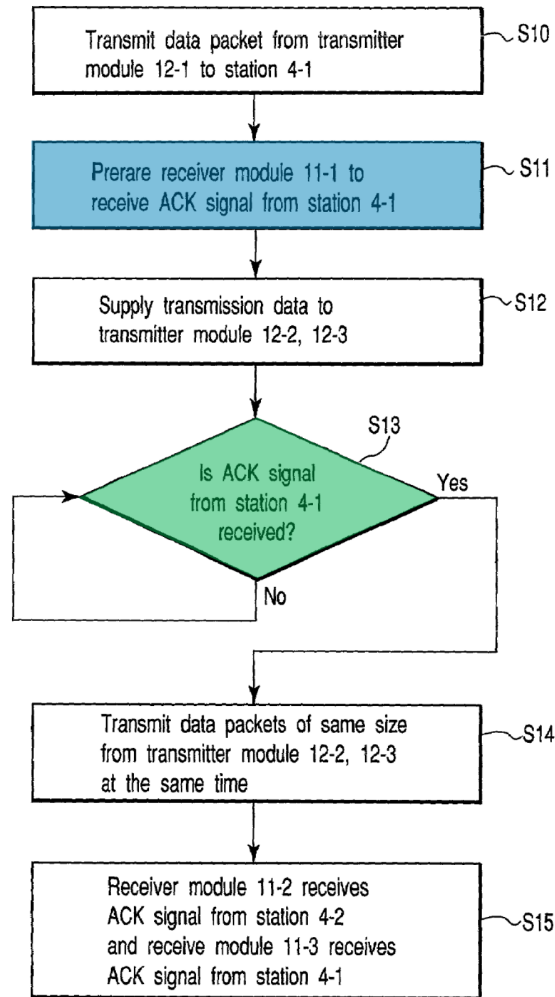 Transmit data packet from transmitter
module 12-1 to station 4-1
S10
Prerare receiver module 11-1 to
receive ACK signal from station 4-1
S11
Supply transmission data to
transmitter module 12-2, 12-3
S12
S13
Is ACK signal
from station 4-1
received?
Yes
No
Transmit data packets of same size
from transmitter module 12-2, 12-3
at the same time
S14
Receiver module 11-2 receives
ACK signal from station 4-2
and receive module 11-3 receives
ACK signal from station 4-1
S15